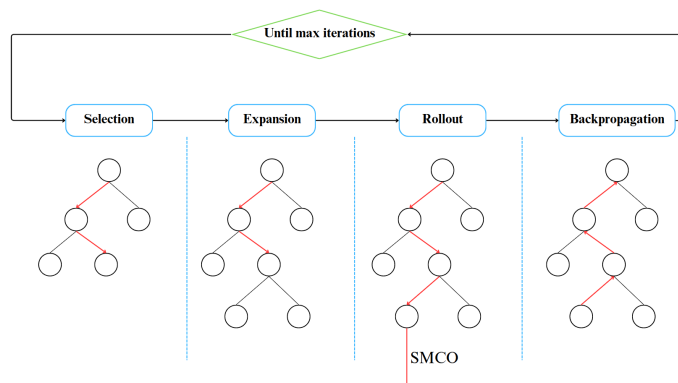 Until max iterations
Selection
Expansion
Rollout
Backpropagation
SMCO